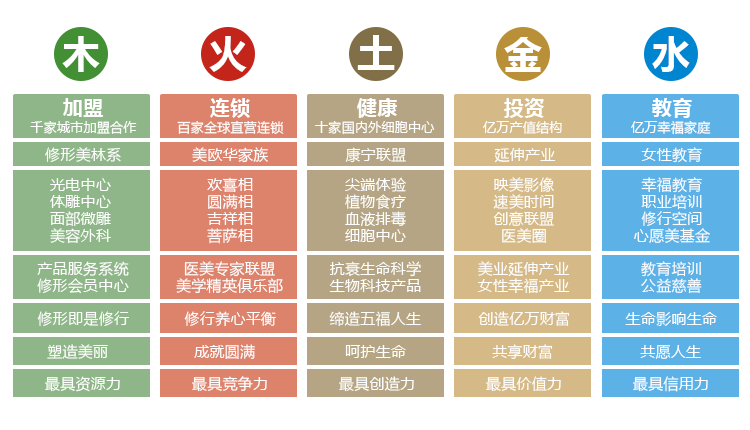 木
加盟
千家城市加盟合作
修形美林系
光电中心
体雕中心
面部微雕
美容外科
产品服务系统
修形会员中心
修形即是修行
塑造美丽
最具资源力
火
连锁
百家全球直营连锁
美欧华家族
欢喜相
圆满相
吉祥相
菩萨相
医美专家联盟
美学精英俱乐部
修行养心平衡
成就圆满
最具竞争力
土
健康
十家国内外细胞中心
康宁联盟
尖端体验
植物食疗
血液排毒
细胞中心
抗衰生命科学
生物科技产品
缔造五福人生
呵护生命
最具创造力
金
投资
亿万产值结构
延伸产业
映美影像
速美时间
创意联盟
医美圈
美业延伸产业
女性幸福产业
创造亿万财富
共享财富
最具价值力
水
教育
亿万幸福家庭
女性教育
幸福教育
职业培训
修行空间
心愿美基金
教育培训
公益慈善
生命影响生命
共愿人生
最具信用力